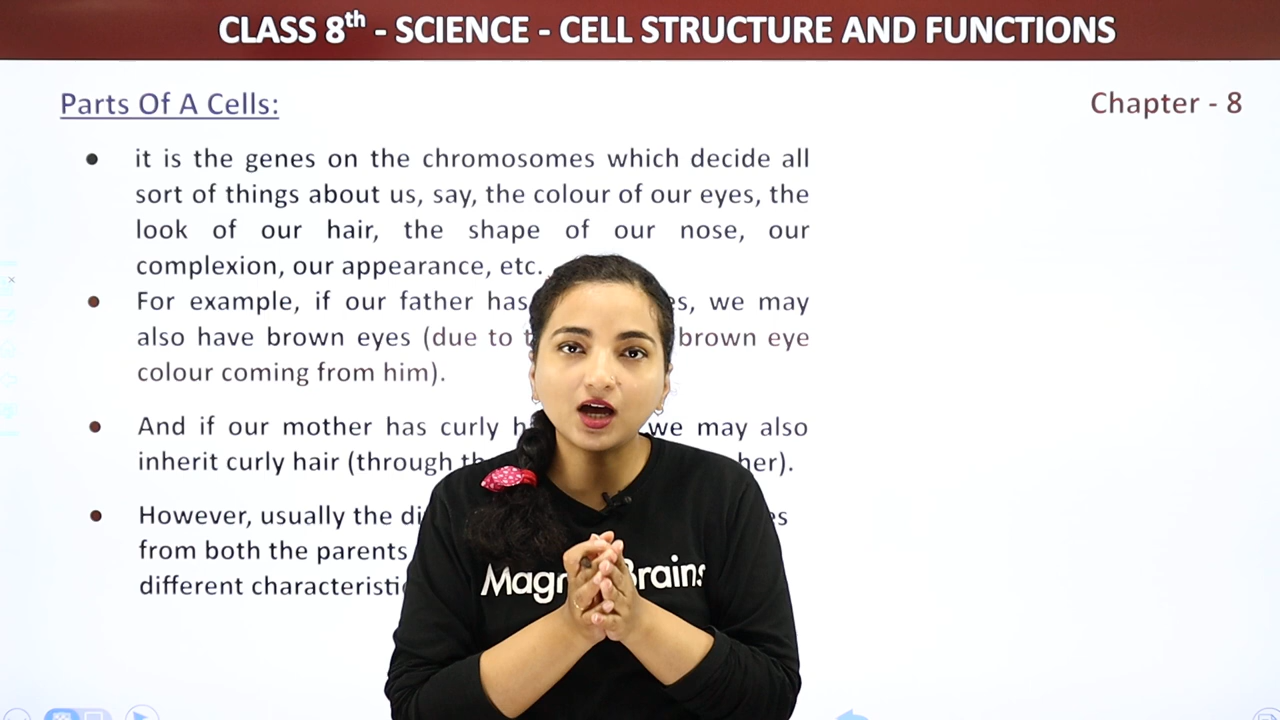 CLASS 8th - SCIENCE - CELL STRUCTURE AND FUNCTIONS
Parts Of A Cells:
Chapter - 8
• it is the genes on the chromosomes which decide all
sort of things about us, say, the colour of our eyes, the
look of our hair, the shape of our nose, our
complexion, our appearance, etc.
• For example, if our father has we may
also have brown eyes (due to brown eye
colour coming from him).
• And if our mother has curly we may also
inherit curly hair (through her).
• However, usually the
from both the parents
different
Magn Brains